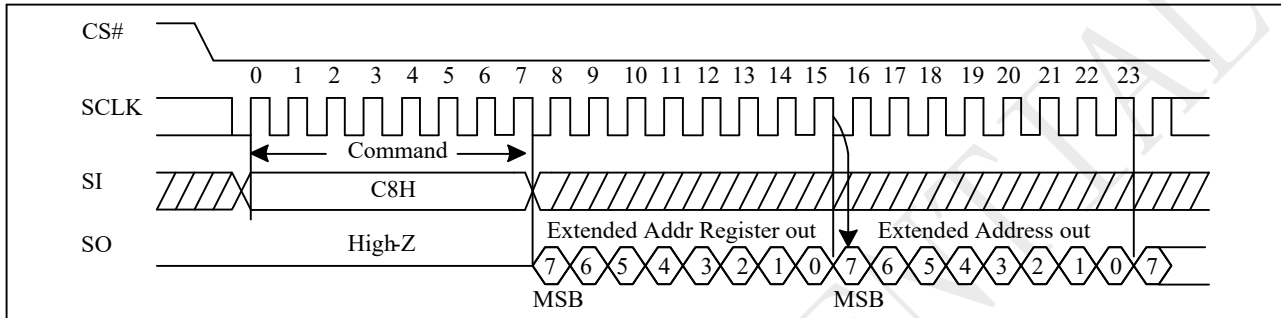 CS#
0 1 2 3 4 5 6 7 8 9 10 11 12 13 14 15 16 17 18 19 20 21 22 23
SCLK
Command
SI
C8H
Extended Addr Register out Extended Address out
SO
High-Z
7 6 5 4 3 2 1 0 7 6 5 4 3 2 1 0 7
MSB MSB